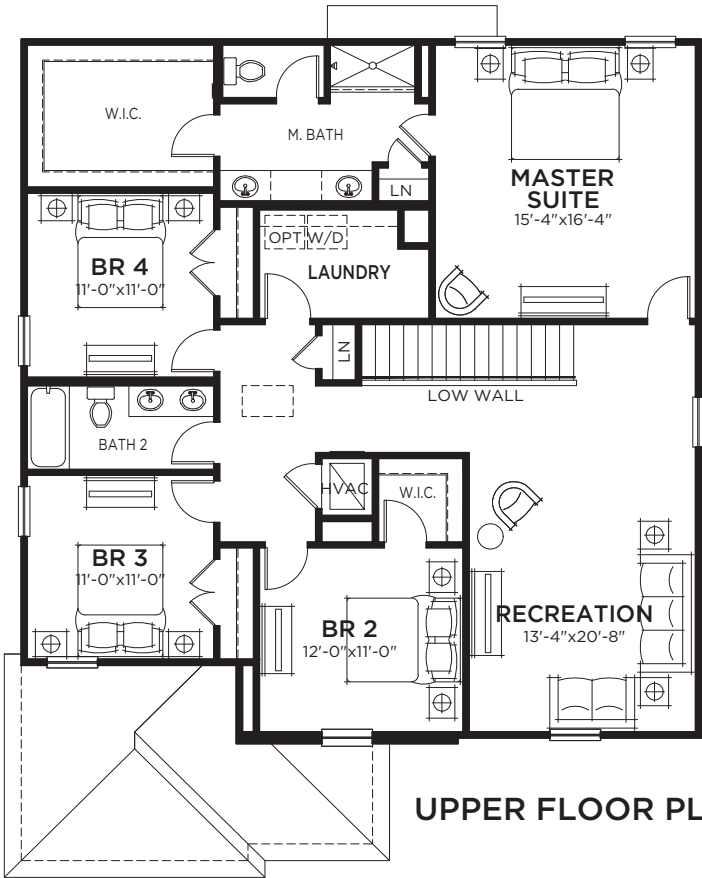 W.I.C.
M. BATH
LN
MASTER
SUITE
15'-4"x16'-4"
OPT W/D
LAUNDRY
BR 4
11'-0"x11'-0"
LN
LOW WALL
BATH 2
HVAC
W.I.C.
BR 3
11'-0"x11'-0"
BR 2
12'-0"x11'-0"
RECREATION
13'-4"x20'-8"
UPPER FLOOR PL